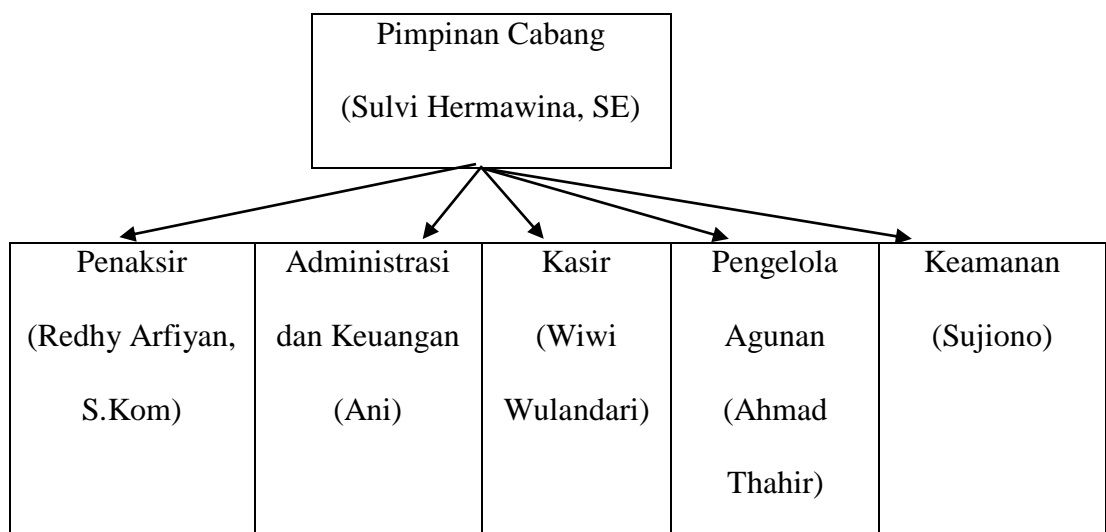 Pimpinan Cabang
(Sulvi Hermawina, SE)
Penaksir
(Redhy Arfiyan,
S.Kom)
Administrasi
dan Keuangan
(Ani)
Kasir
(Wiwi
Wulandari)
Pengelola
Agunan
(Ahmad
Thahir)
Keamanan
(Sujiono)